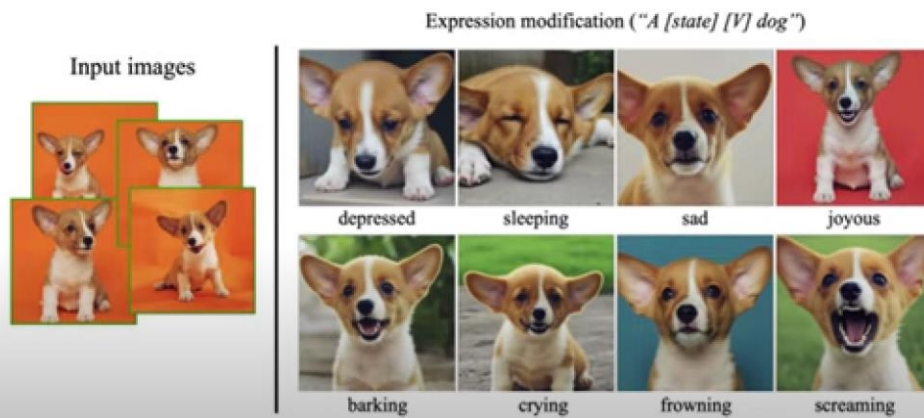 Expression modification (“A [state] [V] dog”)
Input images
depressed
sleeping
sad
joyous
barking
crying
frowning
screaming